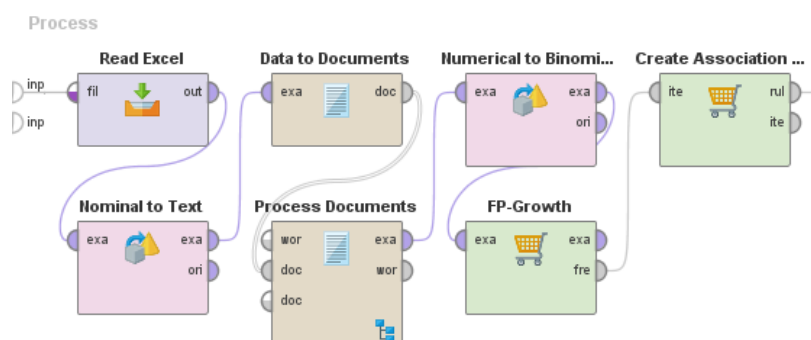 Process
Read Excel
Data to Documents
Numerical to Binomi...
Create Association ...
inp
fil
out
exa
doc
exa
exa
ite
rul
inp
ori
ite
Nominal to Text
Process Documents
FP-Growth
exa
exa
wor
exa
exa
exa
ori
doc
wor
fre
doc